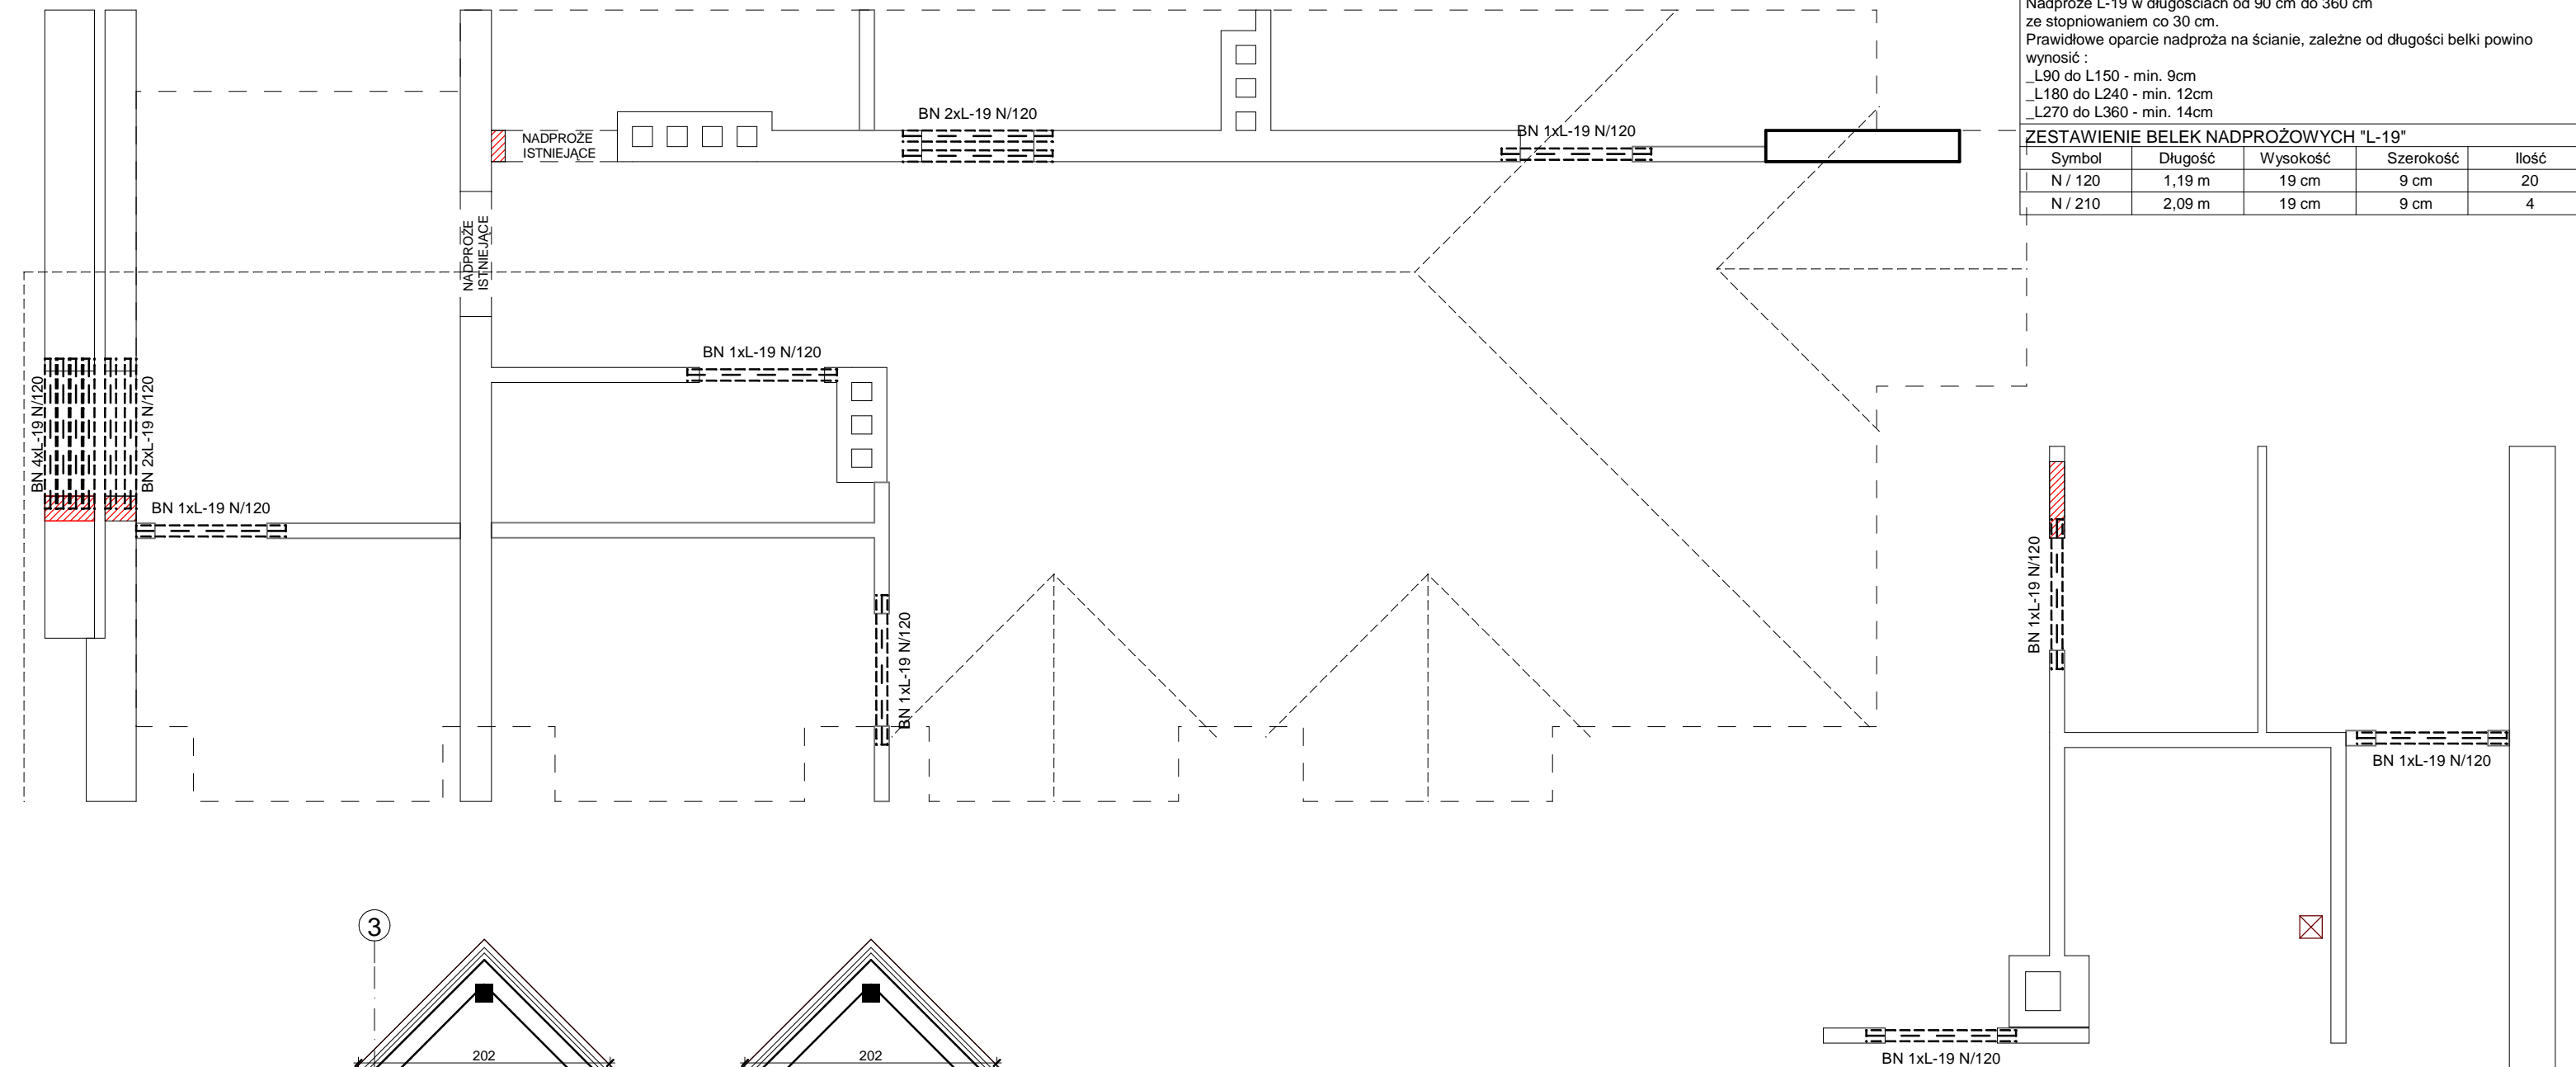 Nadproże L-19 w długościach od 90 cm do 360 cm
ze stopniowaniem co 30 cm.
Prawidłowe oparcie nadproża na ścianie, zależne od długości belki powino
wynosić :
_L90 do L150 - min. 9cm
_L180 do L240 - min. 12cm
_L270 do L360 - min. 14cm
ZESTAWIENIE BELEK NADPROŻOWYCH "L-19"
Symbol Długość Wysokość Szerokość Ilość
N / 120 1,19 m 19 cm 9 cm 20
N / 210 2,09 m 19 cm 9 cm 4
BN 2xL-19 N/120
BN 1xL-19 N/120
NADPROŻE
ISTNIEJĄCE
NADPROŻE
ISTNIEJĄCE
BN 1xL-19 N/120
BN 4xL-19 N/120
BN 2xL-19 N/120
BN 1xL-19 N/120
BN 1xL-19 N/120
BN 1xL-19 N/120
BN 1xL-19 N/120
3
202
202
BN 1xL-19 N/120